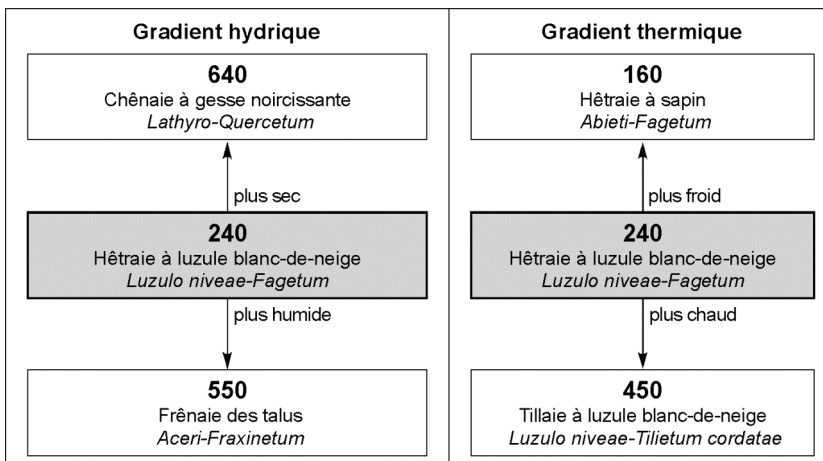 Gradient hydrique
640
Chênaie à gesse noircissante
Lathyro-Quercetum
plus sec
240
Hêtraie à luzule blanc-de-neige
Luzulo niveae-Fagetum
plus humide
550
Frênaie des talus
Aceri-Fraxinetum
Gradient thermique
160
Hêtraie à sapin
Abieti-Fagetum
plus froid
240
Hêtraie à luzule blanc-de-neige
Luzulo niveae-Fagetum
plus chaud
450
Tillaie à luzule blanc-de-neige
Luzulo niveae-Tilietum cordatae